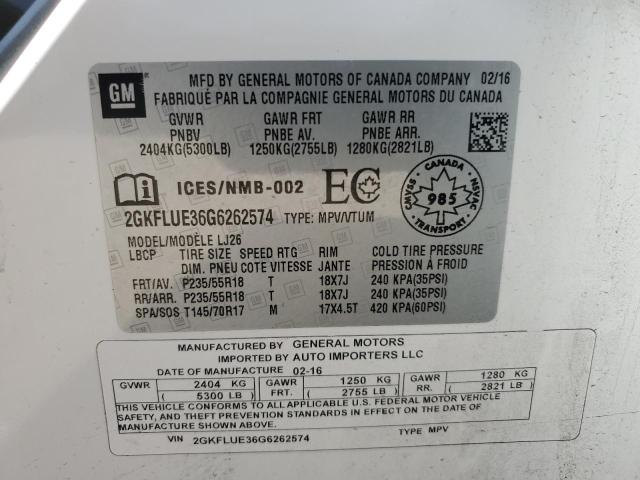 GM
MFD BY GENERAL MOTORS OF CANADA COMPANY 02/16
FABRIQUÉ PAR LA COMPAGNIE GENERAL MOTORS DU CANADA
GVWR GAWR FRT GAWR RR
PNBV PNBE AV. PNBE ARR.
2404KG(5300LB) 1250KG(2755LB) 1280KG(2821LB)
ICES/NMB-002 EC
CANADA CMVSS NSVAC 985 TRANSPORT
2GKFLUE36G6262574 TYPE: MPV/VTUM
MODEL/MODÈLE LJ26
LBCP TIRE SIZE SPEED RTG RIM COLD TIRE PRESSURE
DIM. PNEU COTE VITESSE JANTE PRESSION À FROID
FRT/AV. P235/55R18 T 18X7J 240 KPA(35PSI)
RR/ARR. P235/55R18 T 18X7J 240 KPA(35PSI)
SPA/SOS T145/70R17 M 17X4.5T 420 KPA(60PSI)
MANUFACTURED BY GENERAL MOTORS
IMPORTED BY AUTO IMPORTERS LLC
DATE OF MANUFACTURE 02-16
GVWR 2404 KG GAWR 1250 KG GAWR 1280 KG
( 5300 LB ) FRT. ( 2755 LB ) RR. ( 2821 LB )
THIS VEHICLE CONFORMS TO ALL APPLICABLE U.S. FEDERAL MOTOR VEHICLE
SAFETY, AND THEFT PREVENTION STANDARDS IN EFFECT ON THE DATE OF
MANUFACTURE SHOWN ABOVE.
VIN 2GKFLUE36G6262574 TYPE MPV